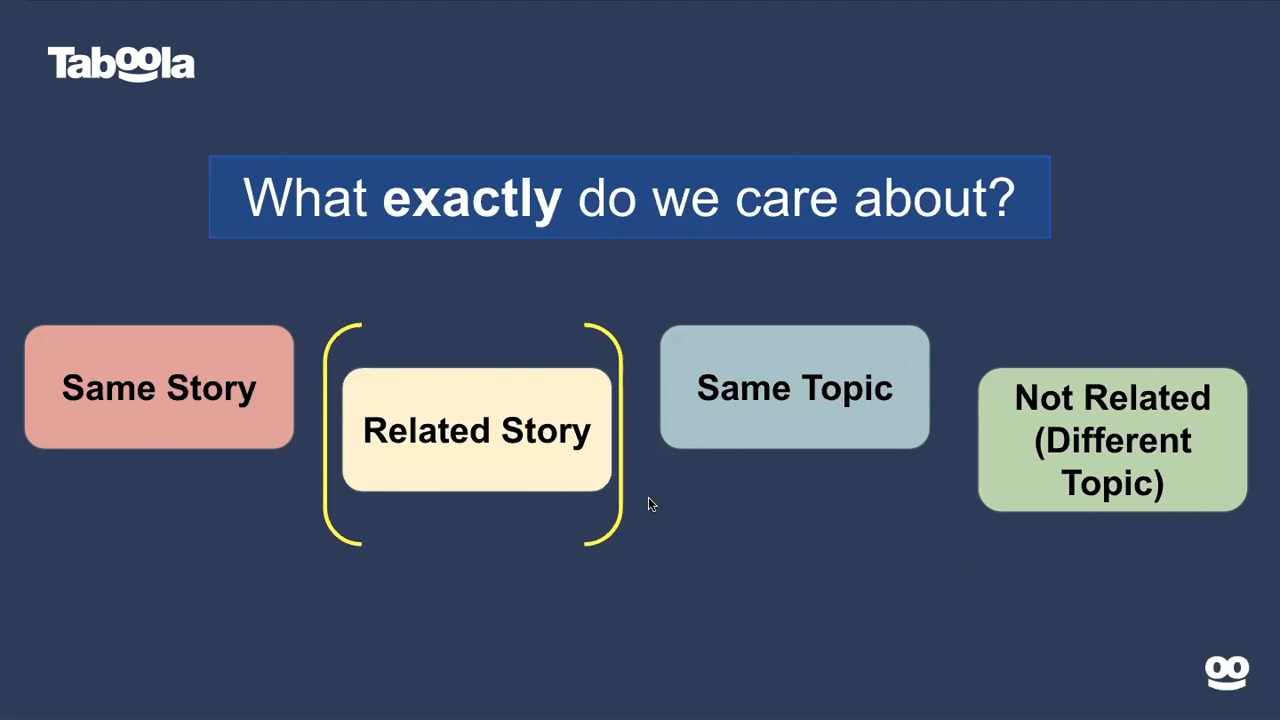 Taboola
What exactly do we care about?
Same Story
Related Story
Same Topic
Not Related
(Different
Topic)